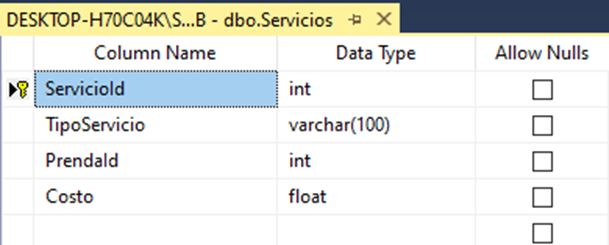 DESKTOP-H70C04K\S...B - dbo.Servicios
Column Name Data Type Allow Nulls
ServicioId int
TipoServicio varchar(100)
PrendaId int
Costo float